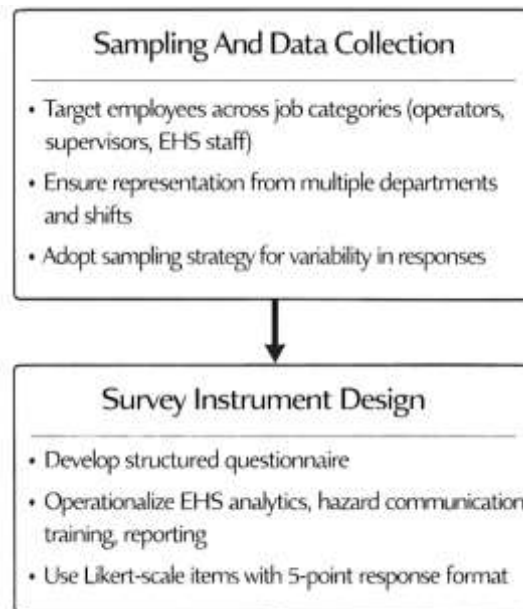 Sampling And Data Collection
• Target employees across job categories (operators,
supervisors, EHS staff)
• Ensure representation from multiple departments
and shifts
• Adopt sampling strategy for variability in responses
Survey Instrument Design
• Develop structured questionnaire
• Operationalize EHS analytics, hazard communication
training, reporting
• Use Likert-scale items with 5-point response format